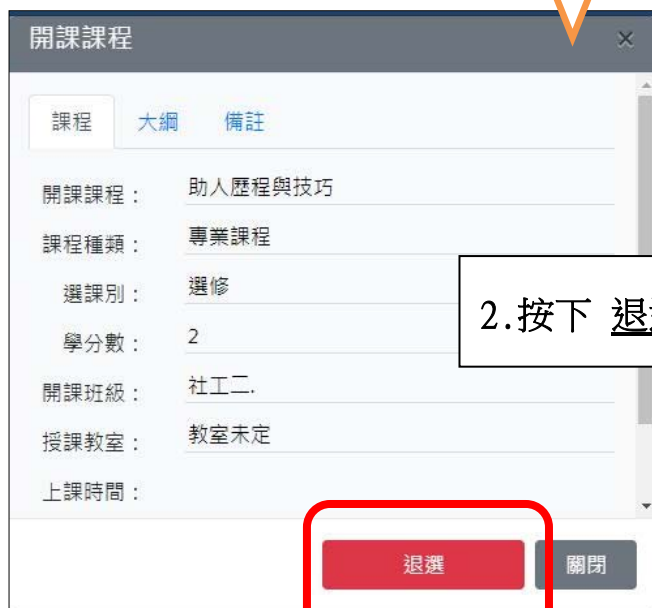 開課課程 ×
課程 大綱 備註
開課課程： 助人歷程與技巧
課程種類： 專業課程
選課別： 選修
學分數： 2
2.按下 退
開課班級： 社工二.
授課教室： 教室未定
上課時間：
退選 關閉